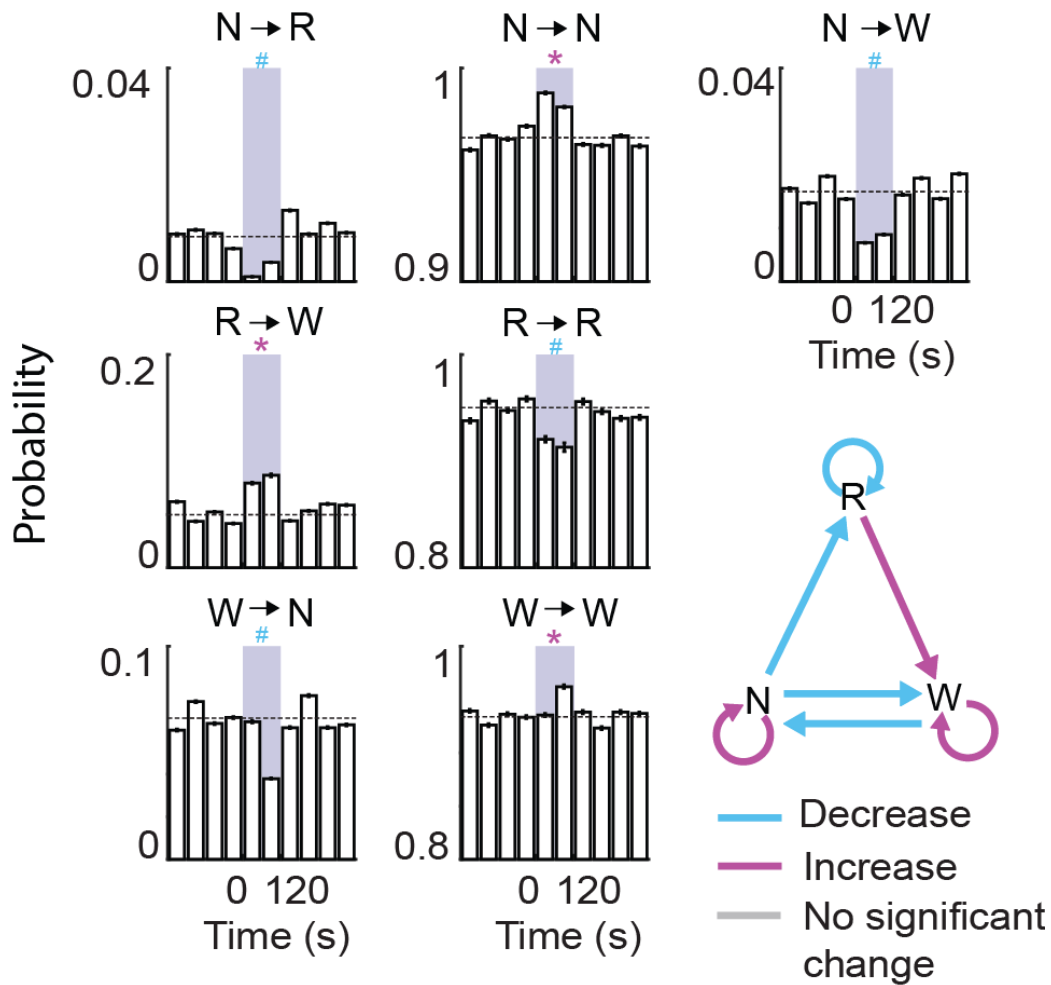 N → R
#
0.04
0
N → N
*
1
0.9
N → W
#
0.04
0
0 120
Time (s)
Probability
R → W
*
0.2
0
R → R
#
1
0.8
W → N
#
0.1
0
0 120
Time (s)
W → W
*
1
0.8
0 120
Time (s)
R
N
W
Decrease
Increase
No significant
change